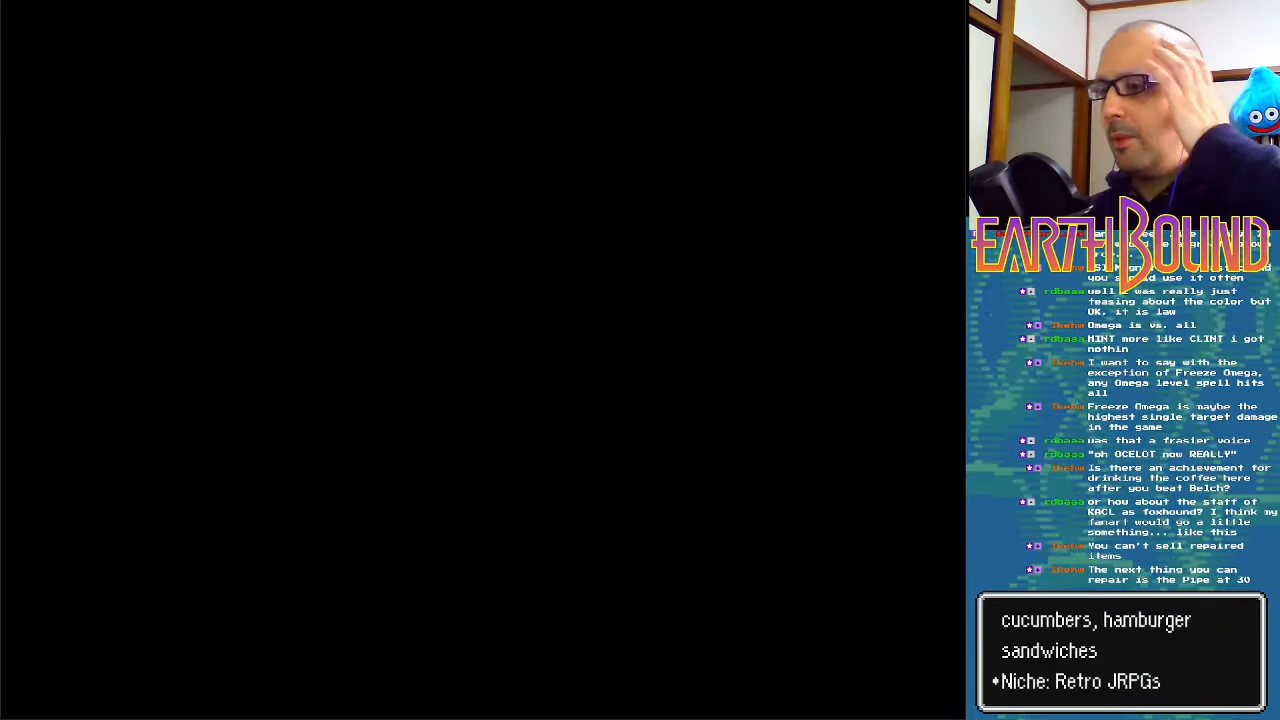 EARTHBOUND
you should use it often
rdbaaa well i was really just
teasing about the color but
OK, it is law
Omega is vs. all
rdbaaa MINT more like CLINT i got
nothin
I want to say with the
exception of Freeze Omega,
any Omega level spell hits
all
Freeze Omega is maybe the
highest single target damage
in the game
rdbaaa was that a frasier voice
rdbaaa "oh OCELOT now REALLY"
Is there an achievement for
drinking the coffee here
after you beat Belch?
rdbaaa or how about the staff of
KACL as foxhound? I think my
fanart would go a little
something... like this
You can't sell repaired
items
The next thing you can
repair is the Pipe at 30
cucumbers, hamburger
sandwiches
•Niche: Retro JRPGs